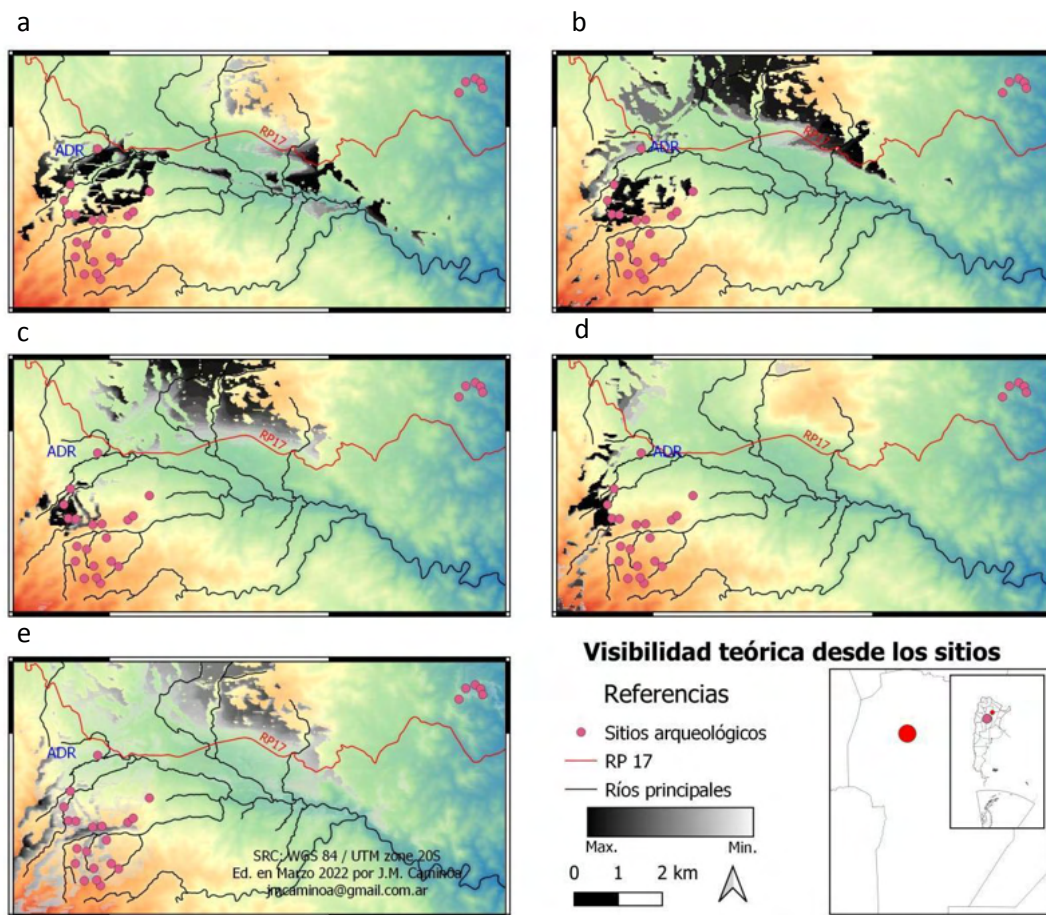 a
b
ADR
RP17
ADR
RP17
c
d
ADR
RP17
ADR
RP17
e
ADR
RP17
SRC: WGS 84 / UTM zone 20S
Ed. en Marzo 2022 por J.M. Caminoa
jmcaminoa@gmail.com.ar
Visibilidad teórica desde los sitios
Referencias
Sitios arqueológicos
RP 17
Ríos principales
Max. Min.
0 1 2 km